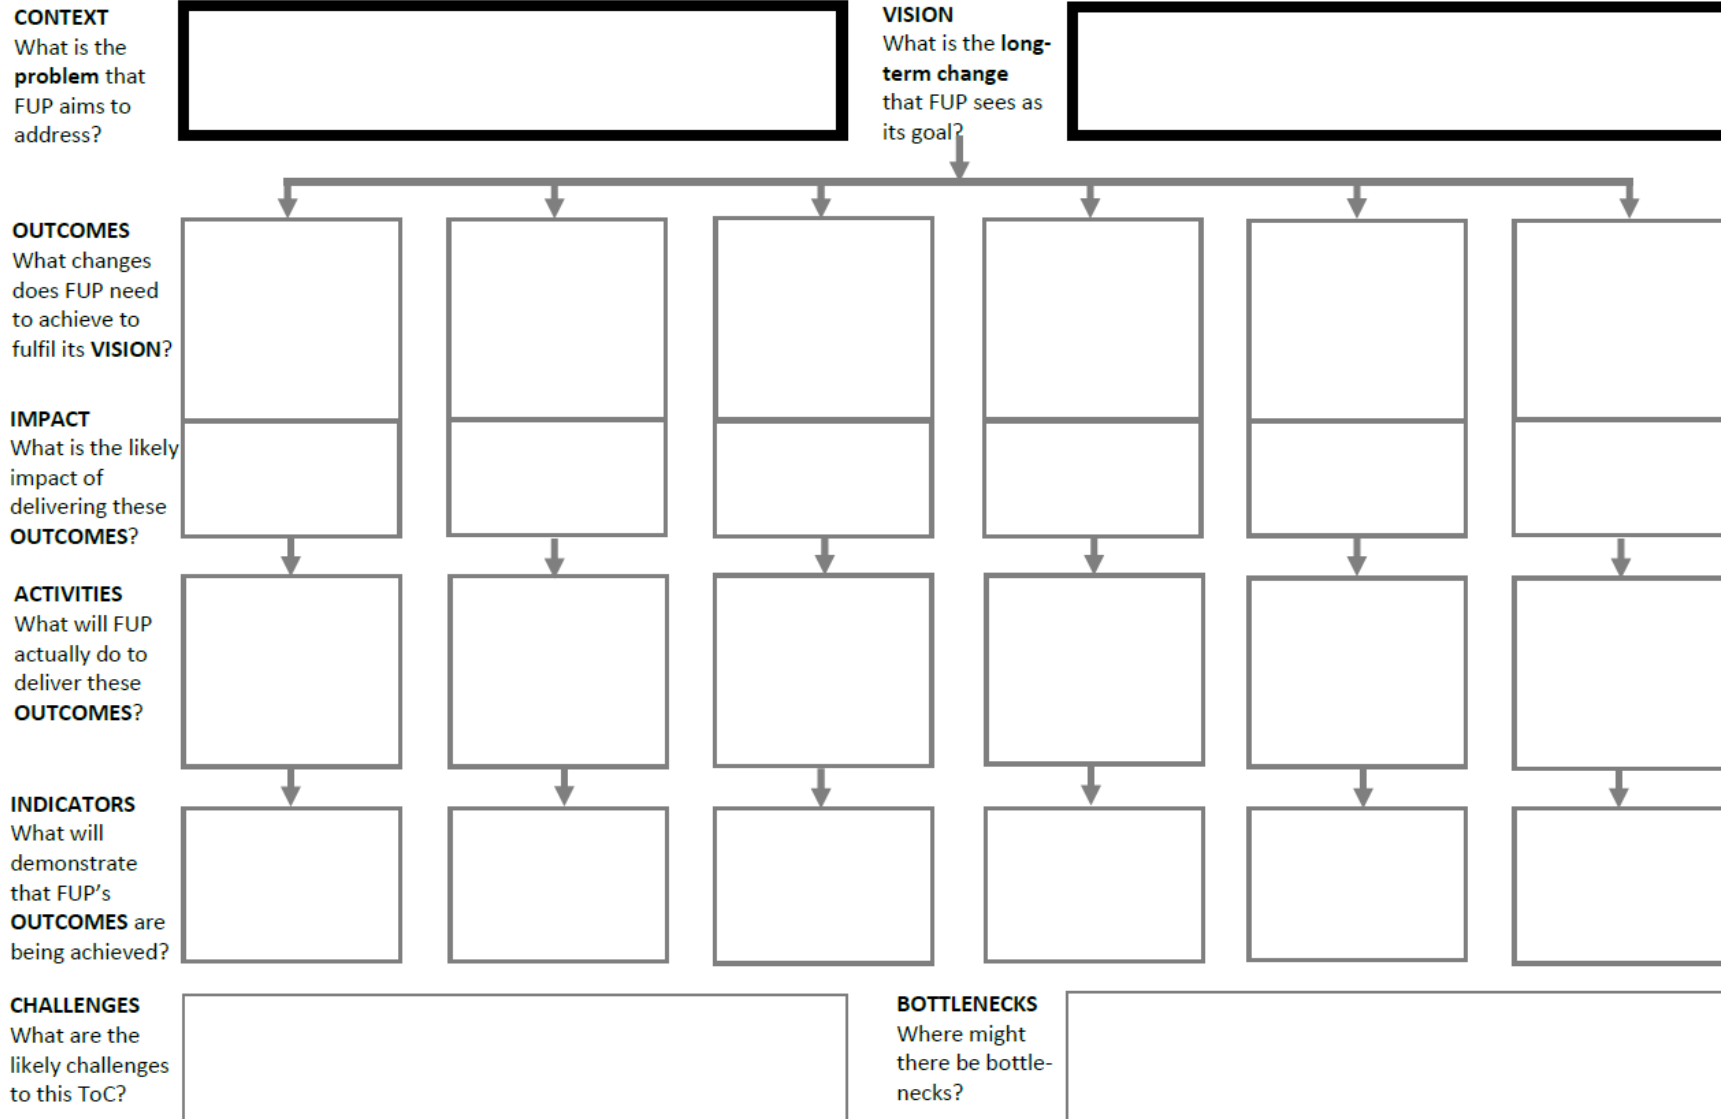 CONTEXT
What is the
problem that
FUP aims to
address?
VISION
What is the long-
term change
that FUP sees as
its goal?
OUTCOMES
What changes
does FUP need
to achieve to
fulfil its VISION?
IMPACT
What is the likely
impact of
delivering these
OUTCOMES?
ACTIVITIES
What will FUP
actually do to
deliver these
OUTCOMES?
INDICATORS
What will
demonstrate
that FUP’s
OUTCOMES are
being achieved?
CHALLENGES
What are the
likely challenges
to this ToC?
BOTTLENECKS
Where might
there be bottle-
necks?